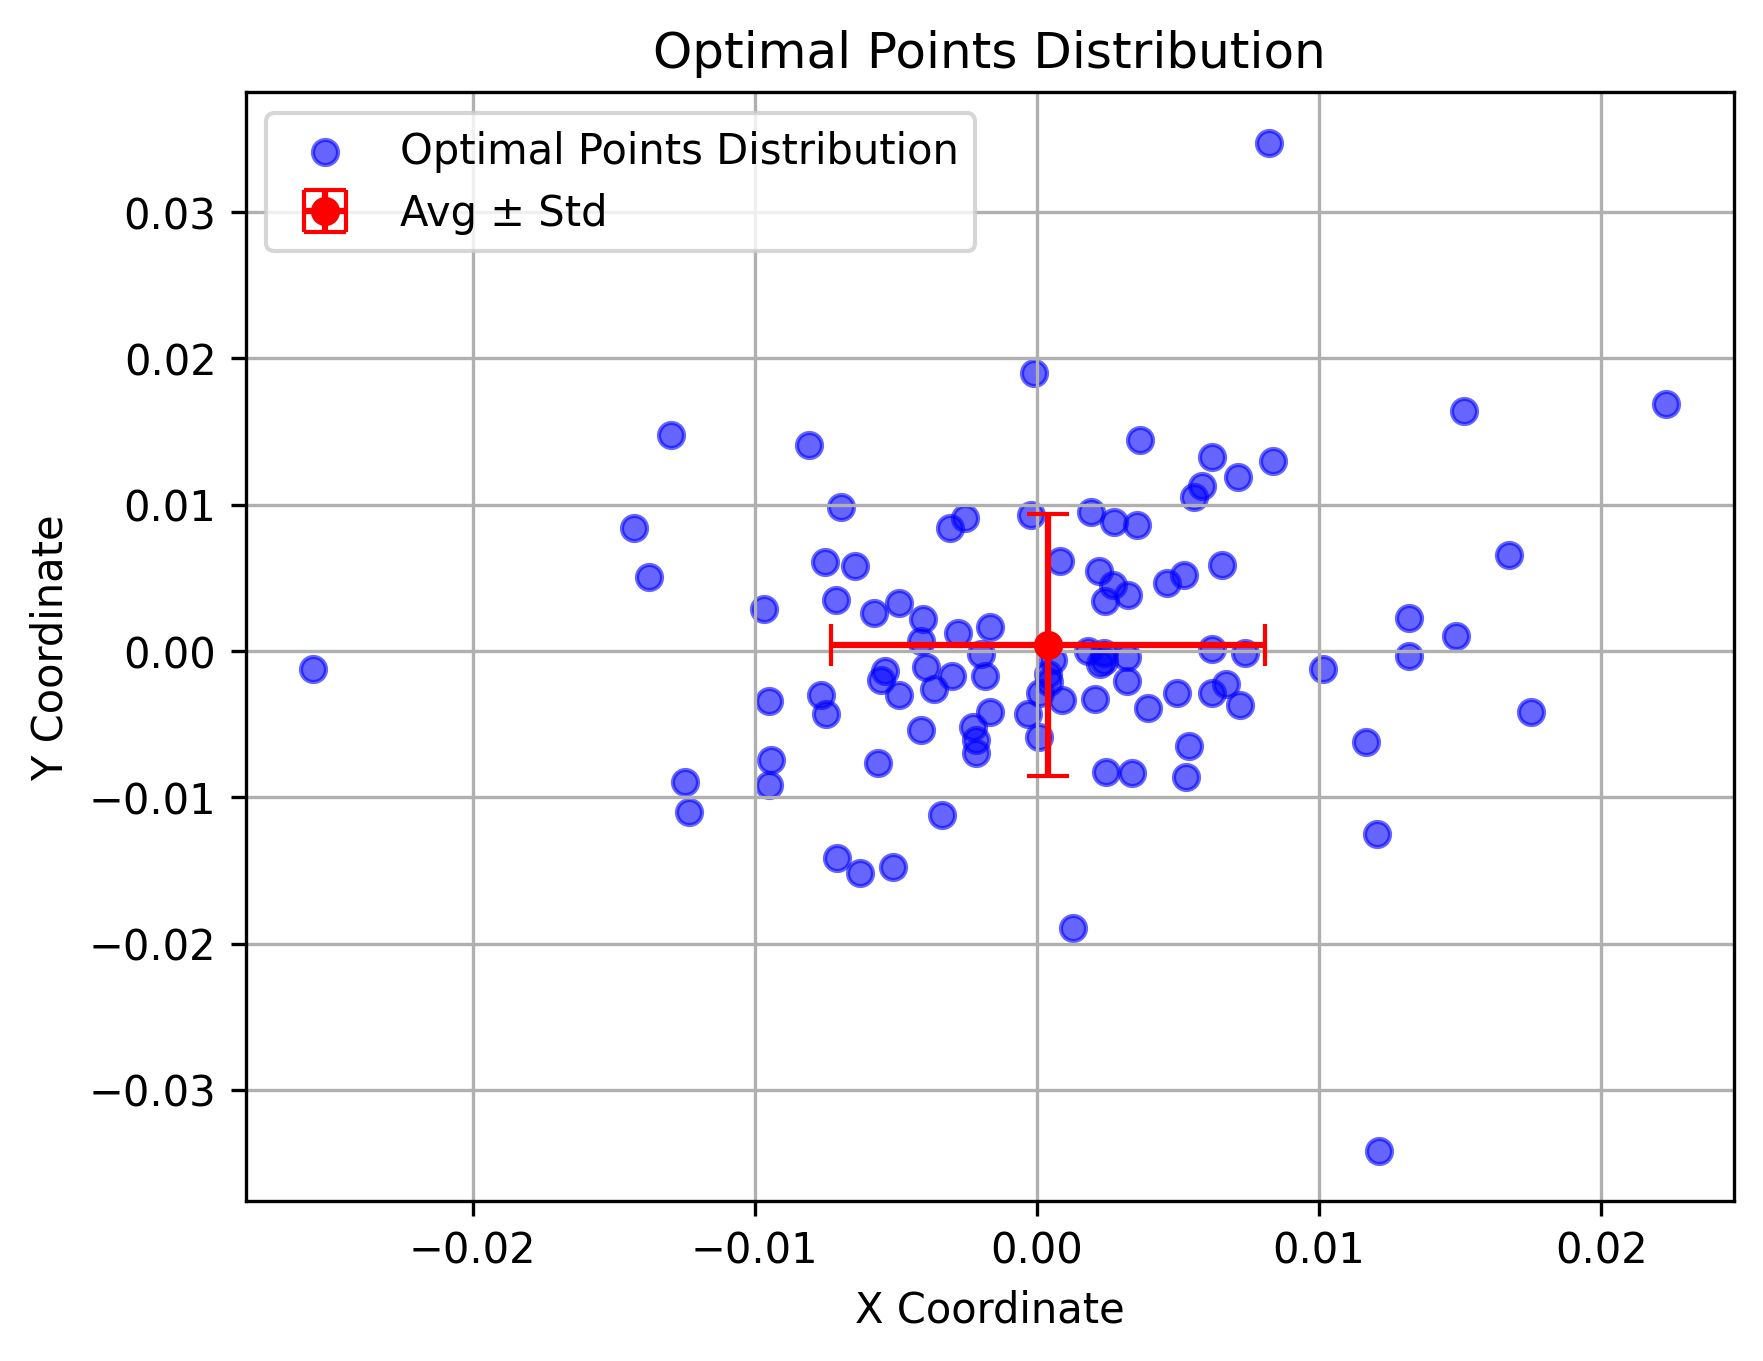 Optimal Points Distribution
Optimal Points Distribution
Avg ± Std
0.03
0.02
0.01
0.00
−0.01
−0.02
−0.03
Y Coordinate
−0.02
−0.01
0.00
0.01
0.02
X Coordinate